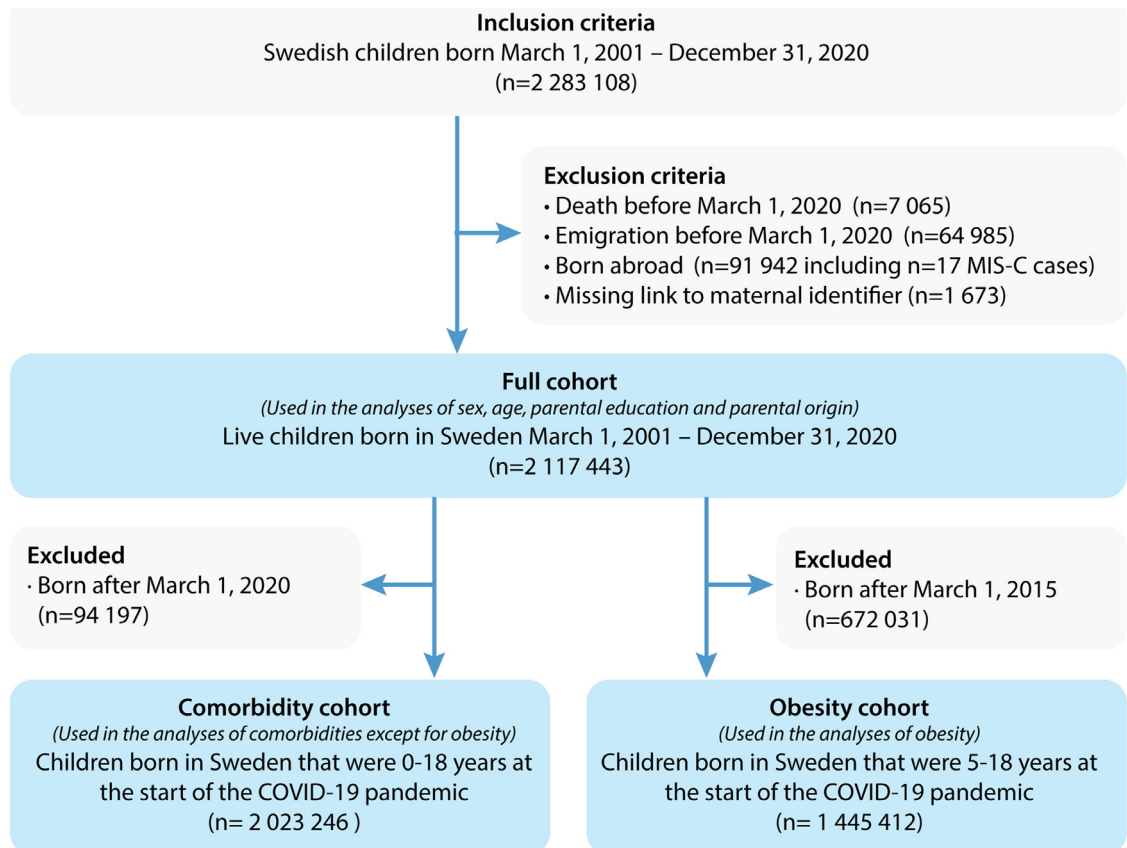 Inclusion criteria
Swedish children born March 1, 2001 – December 31, 2020
(n=2 283 108)
Exclusion criteria
• Death before March 1, 2020 (n=7 065)
• Emigration before March 1, 2020 (n=64 985)
• Born abroad (n=91 942 including n=17 MIS-C cases)
• Missing link to maternal identifier (n=1 673)
Full cohort
(Used in the analyses of sex, age, parental education and parental origin)
Live children born in Sweden March 1, 2001 – December 31, 2020
(n=2 117 443)
Excluded
· Born after March 1, 2020
(n=94 197)
Excluded
· Born after March 1, 2015
(n=672 031)
Comorbidity cohort
(Used in the analyses of comorbidities except for obesity)
Children born in Sweden that were 0-18 years at
the start of the COVID-19 pandemic
(n= 2 023 246 )
Obesity cohort
(Used in the analyses of obesity)
Children born in Sweden that were 5-18 years at
the start of the COVID-19 pandemic
(n= 1 445 412)